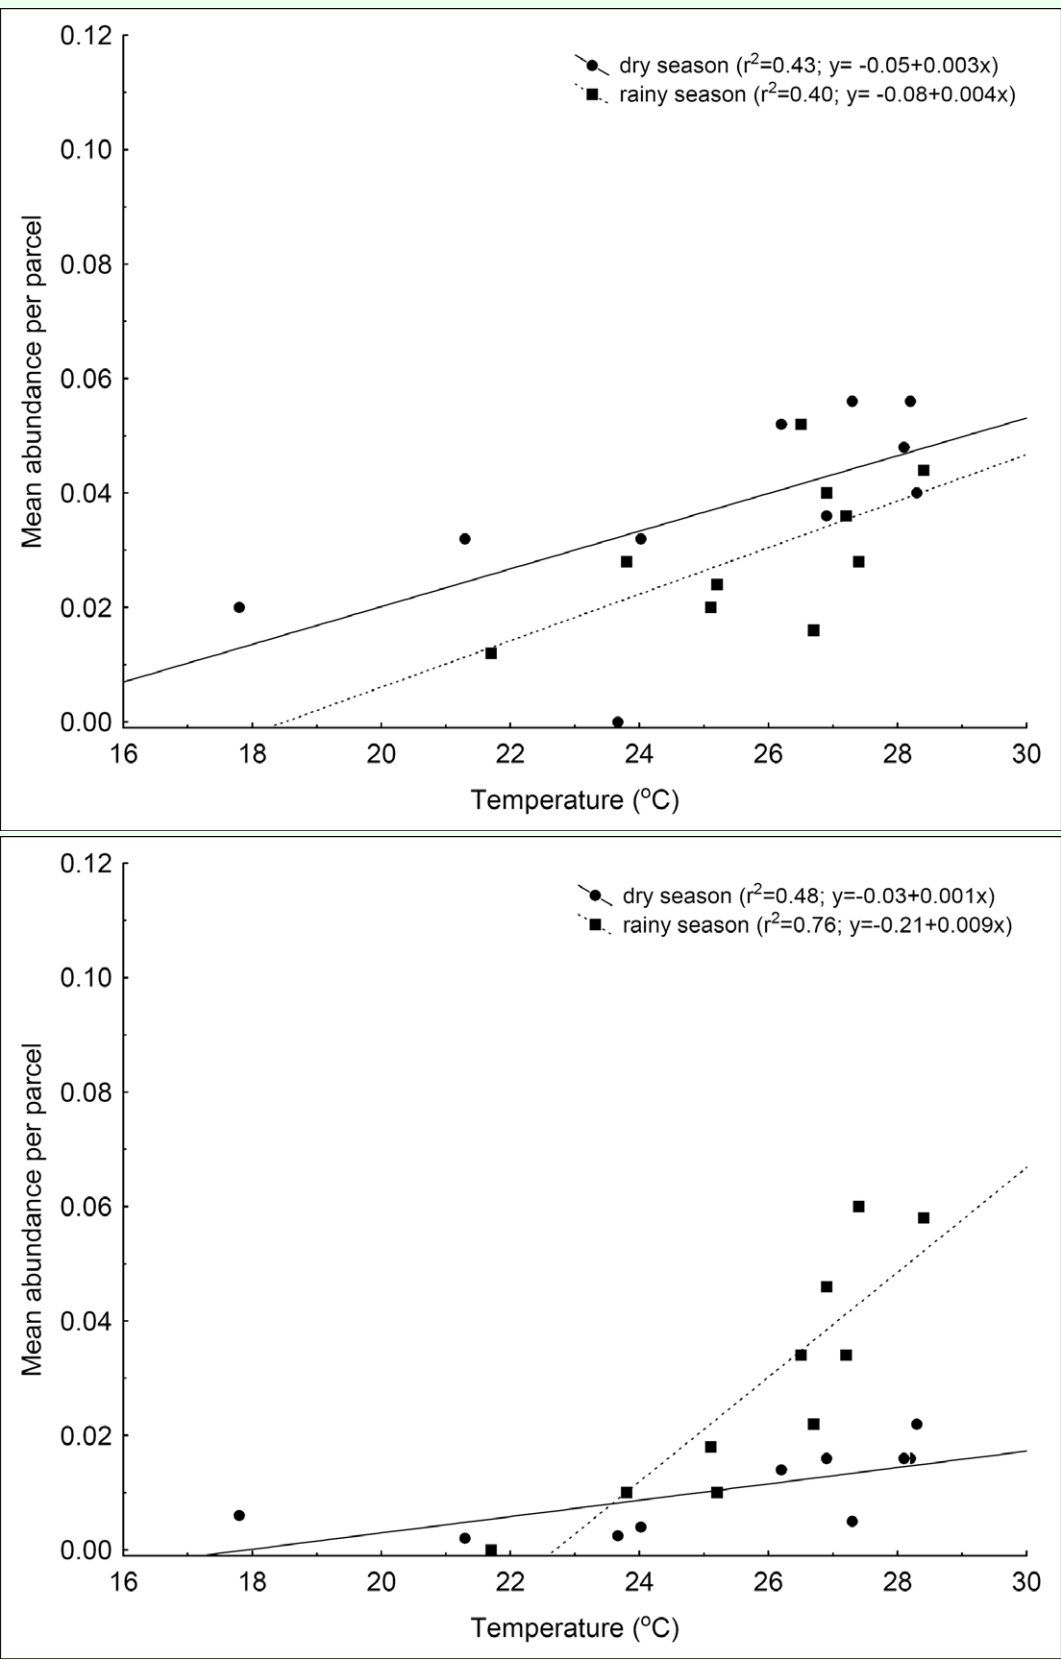 0.12
dry season (r²=0.43; y= -0.05+0.003x)
rainy season (r²=0.40; y= -0.08+0.004x)
0.10
0.08
0.06
0.04
0.02
0.00
Mean abundance per parcel
16 18 20 22 24 26 28 30
Temperature (°C)
0.12
dry season (r²=0.48; y=-0.03+0.001x)
rainy season (r²=0.76; y=-0.21+0.009x)
0.10
0.08
0.06
0.04
0.02
0.00
Mean abundance per parcel
16 18 20 22 24 26 28 30
Temperature (°C)